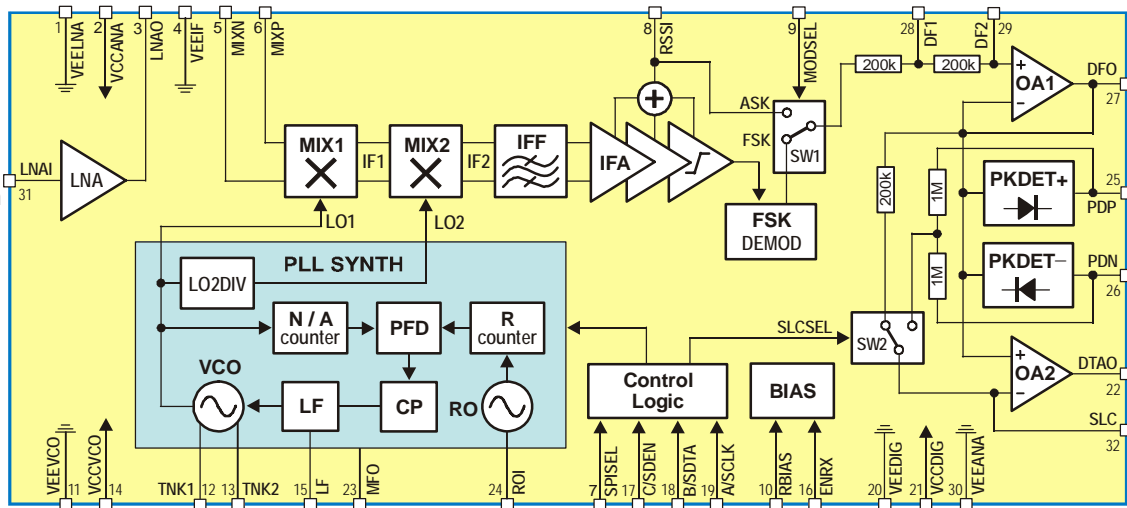 1 VEELNA
2 VCCANA
3 LNAO
4 VEEIF
5 MIXN
6 MIXP
8 RSSI
9 MODSEL
28 DF1
29 DF2
200k
200k
OA1
+
−
DFO
27
ASK
FSK
SW1
MIX1
IF1
MIX2
IF2
IFF
IFA
+
LNAI
31
LNA
LO1
LO2
FSK
DEMOD
200k
1M
1M
PKDET+
25
PDP
PKDET−
PDN
26
PLL SYNTH
LO2DIV
N / A
counter
PFD
R
counter
VCO
LF
CP
RO
SLCSEL
SW2
Control
Logic
BIAS
+
−
OA2
DTAO
22
SLC
32
VEEVCO 11
VCCVCO 14
TNK1 12
13 TNK2
15 LF
23 MFO
24 ROI
7 SPISEL
17 C/SDEN
18 B/SDTA
19 A/SCLK
10 RBIAS
16 ENRX
20 VEEDIG
21 VCCDIG
30 VEEANA